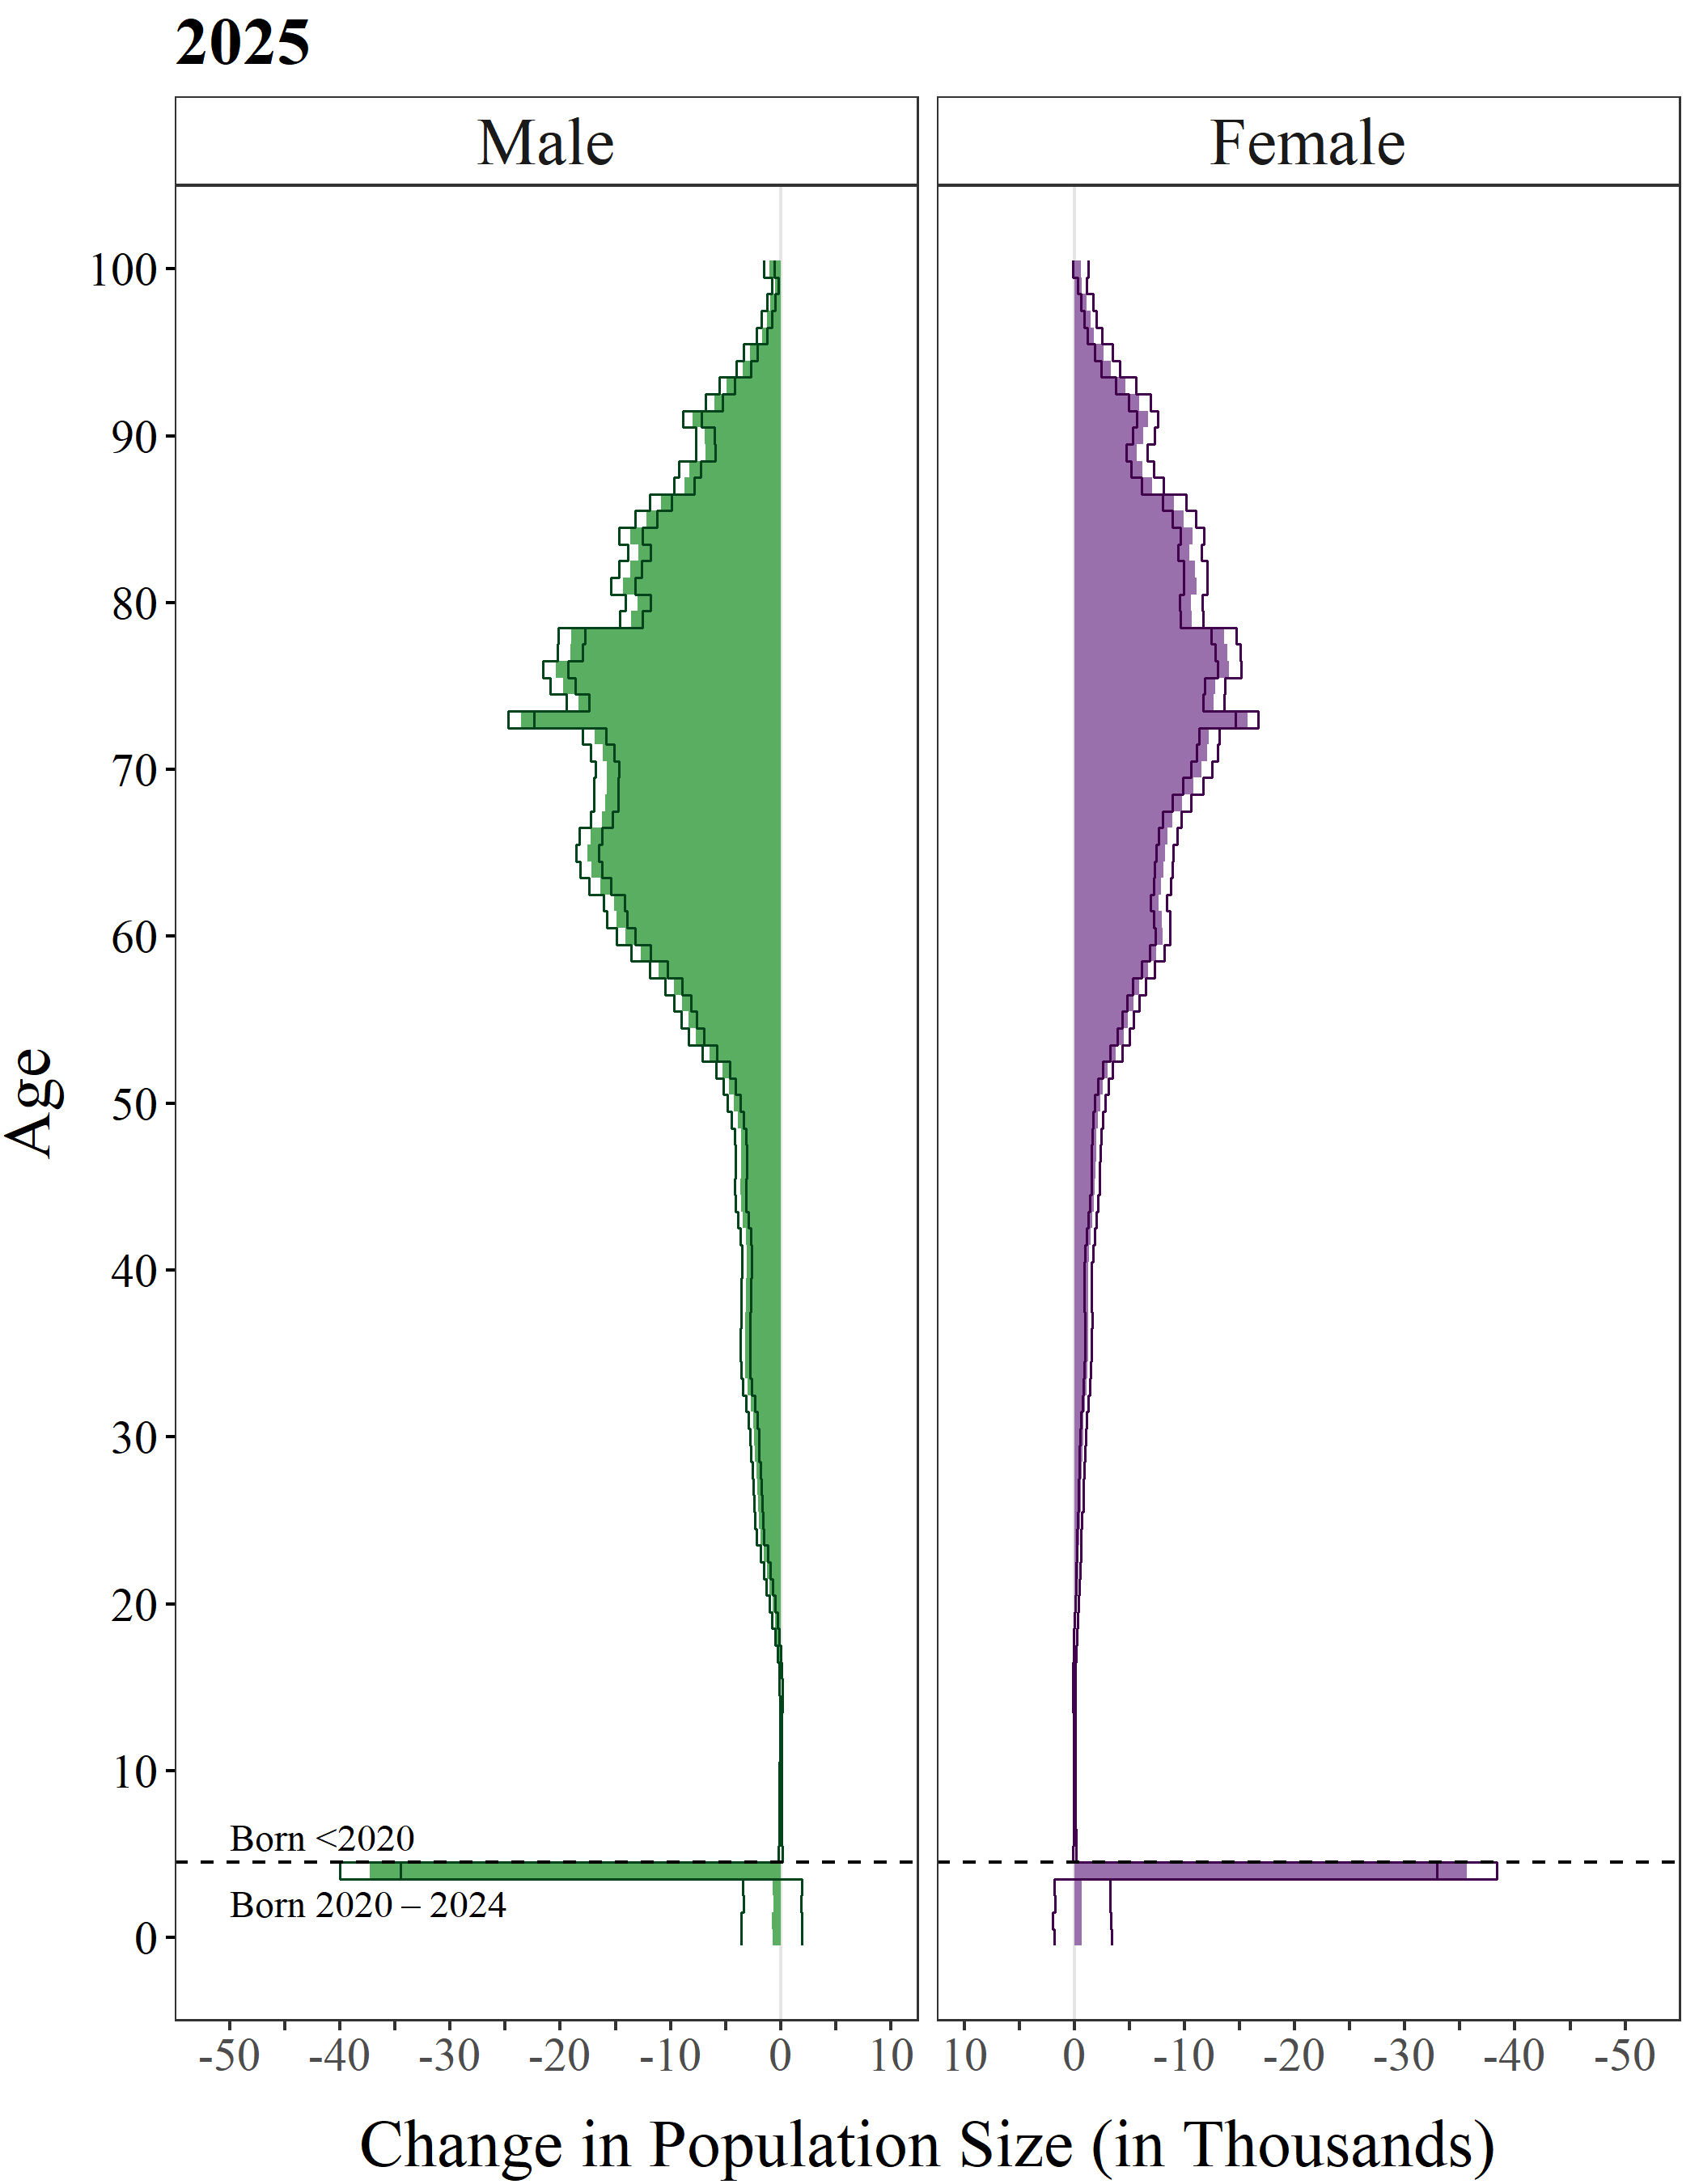 2025
Male
Female
100
90
80
70
60
50
40
30
20
10
0
Age
Born <2020
Born 2020 – 2024
-50 -40 -30 -20 -10 0 10
10 0 -10 -20 -30 -40 -50
Change in Population Size (in Thousands)